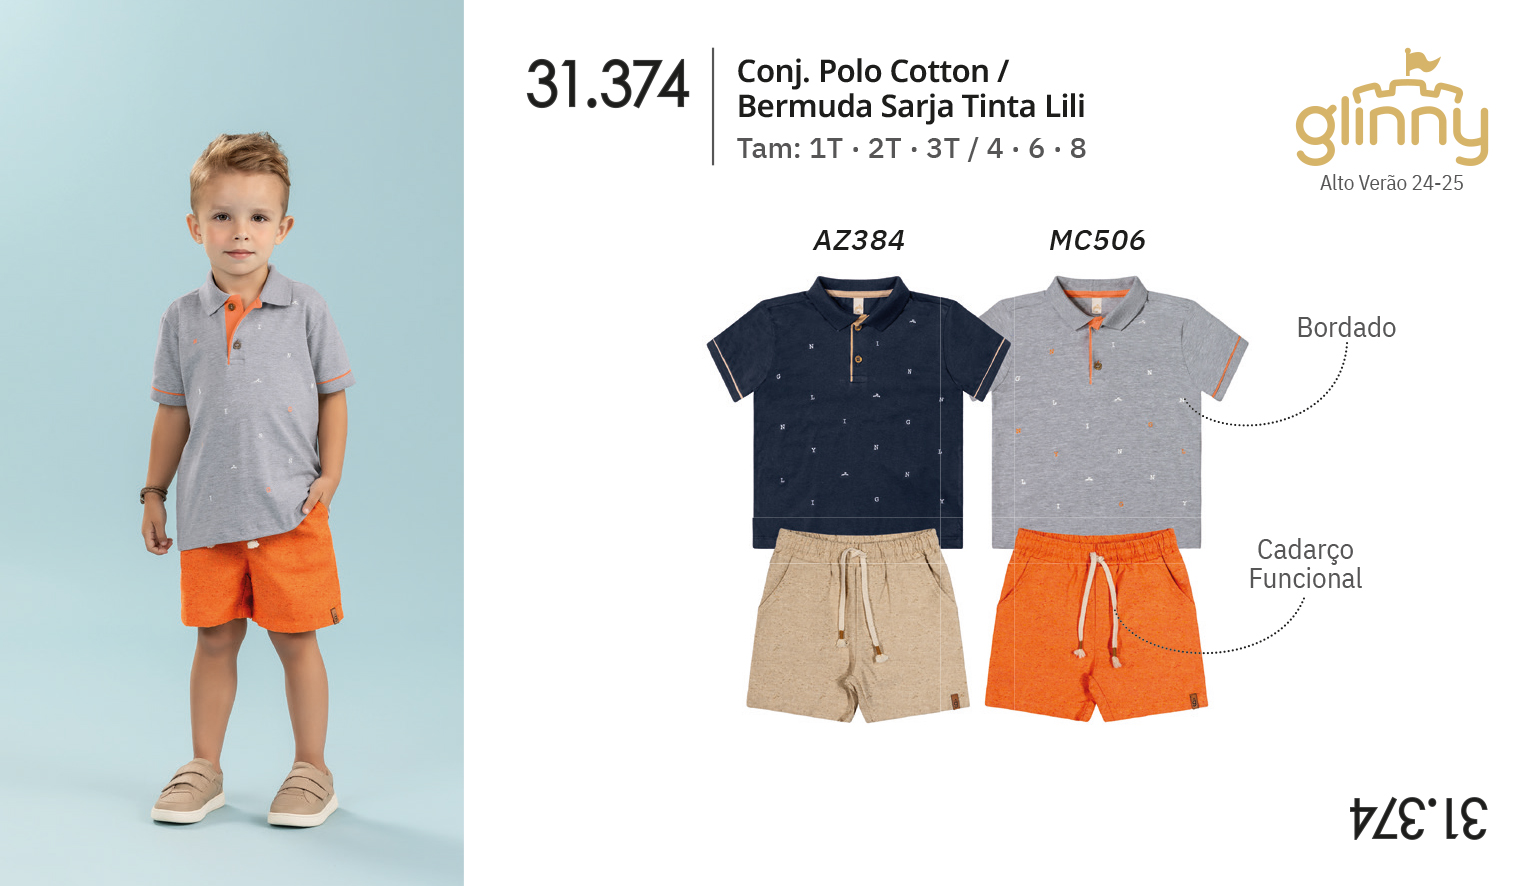 31.374
Conj. Polo Cotton /
Bermuda Sarja Tinta Lili
Tam: 1T • 2T • 3T / 4 • 6 • 8
glinny
Alto Verão 24-25
AZ384
MC506
Bordado
Cadarço
Funcional
31.374